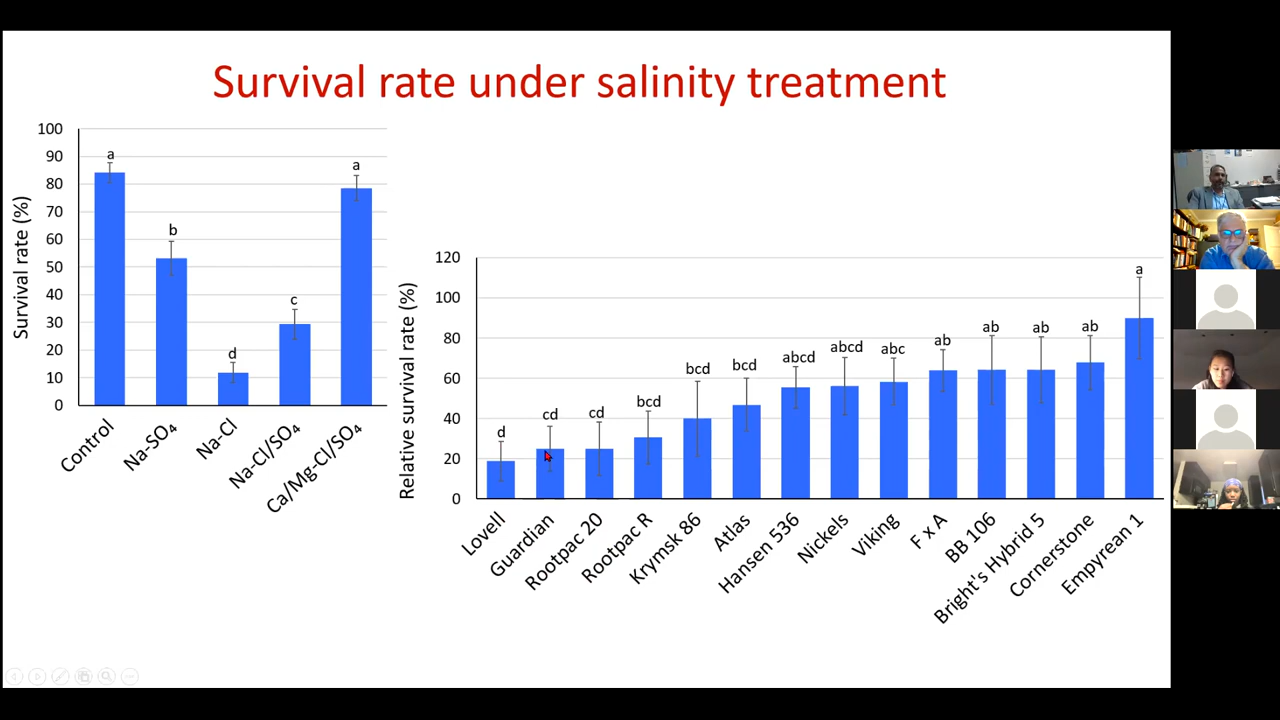 Survival rate under salinity treatment
Survival rate (%)
100
90
80
70
60
50
40
30
20
10
0
a
b
d
c
a
Control
Na-SO₄
Na-Cl
Na-Cl/SO₄
Ca/Mg-Cl/SO₄
Relative survival rate (%)
120
100
80
60
40
20
0
d
cd
cd
bcd
bcd
bcd
abcd
abcd
abc
ab
ab
ab
ab
a
Lovell
Guardian
Rootpac 20
Rootpac R
Krymsk 86
Atlas
Hansen 536
Nickels
Viking
F x A
BB 106
Bright's Hybrid 5
Cornerstone
Empyrean 1